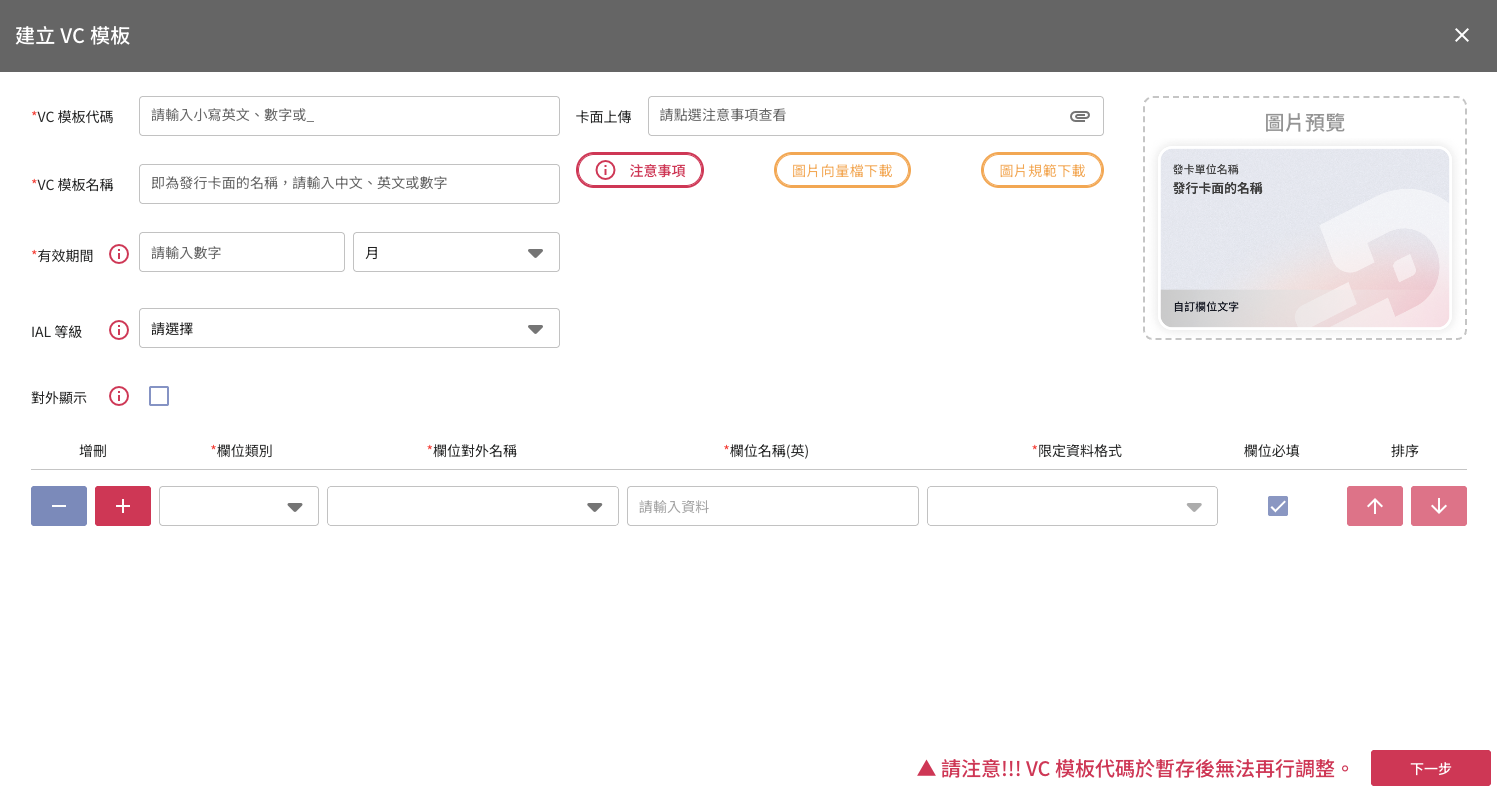 建立 VC 模板
*VC 模板代碼
請輸入小寫英文、數字或_
卡面上傳
請點選注意事項查看
注意事項
圖片向量檔下載
圖片規範下載
圖片預覽
發卡單位名稱
發行卡面的名稱
自訂欄位文字
*VC 模板名稱
即為發行卡面的名稱，請輸入中文、英文或數字
*有效期間
請輸入數字
月
IAL 等級
請選擇
對外顯示
增刪
*欄位類別
*欄位對外名稱
*欄位名稱(英)
*限定資料格式
欄位必填
排序
請輸入資料
▲ 請注意!!! VC 模板代碼於暫存後無法再行調整。
下一步